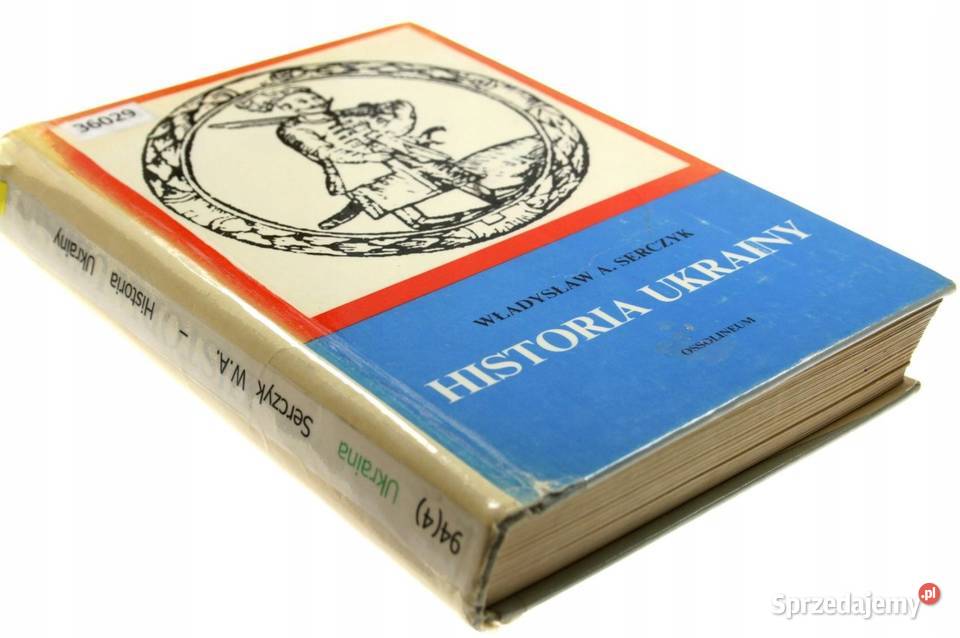 36029
WŁADYSŁAW A. SERCZYK
HISTORIA UKRAINY
OSSOLINEUM
94(4) Ukraina Serczyk W.A. – Historia Ukrainy
Sprzedajemy.pl